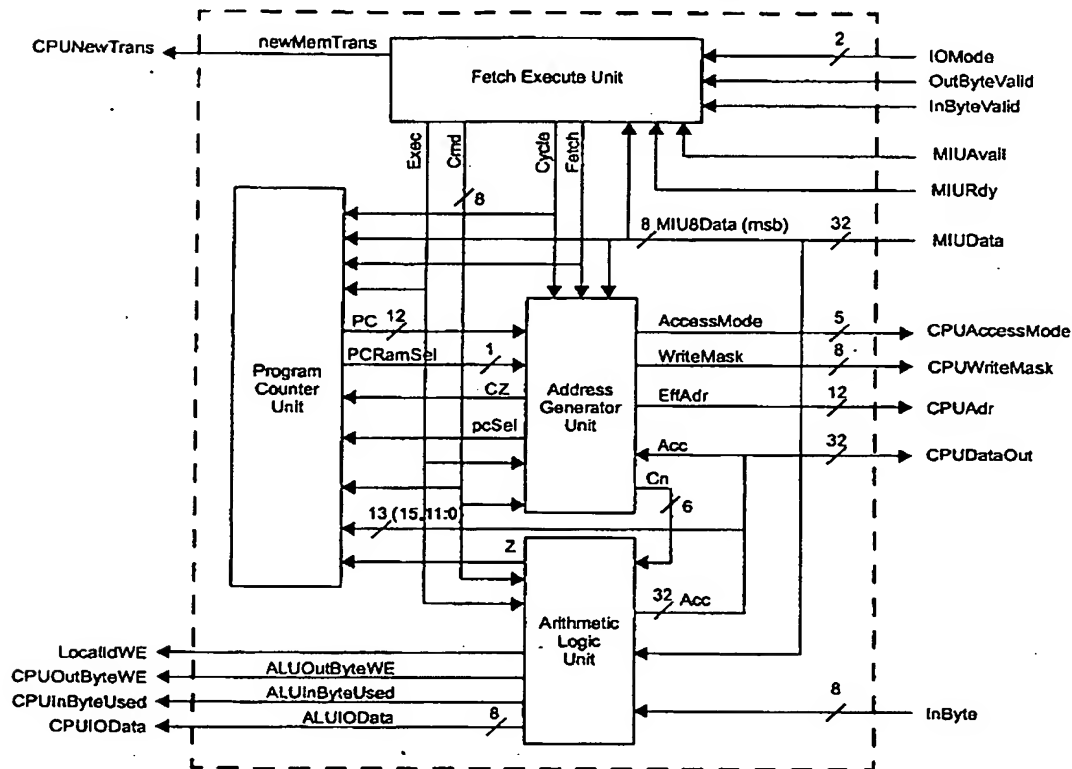 CPUNewTrans
newMemTrans
Fetch Execute Unit
2
IOMode
OutByteValid
InByteValid
MIUAvail
MIURdy
Exec
Cmd
Cycle
Fetch
8
8 MIU8Data (msb)
32
MIUData
PC 12
PCRamSel 1
CZ
pcSel
Program
Counter
Unit
Address
Generator
Unit
AccessMode 5 CPUAccessMode
WriteMask 8 CPUWriteMask
EffAdr 12 CPUAdr
Acc 32 CPUDataOut
Cn
6
13 (15,11:0)
Z
32 Acc
Arithmetic
Logic
Unit
LocalIdWE
CPUOutByteWE ALUOutByteWE
CPUInByteUsed ALUInByteUsed
CPUIOData ALUIOData 8
8 InByte